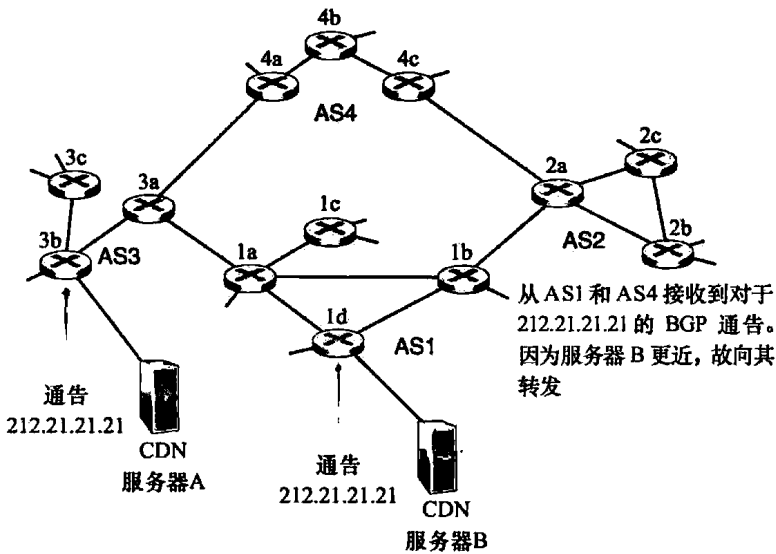 4b
4a
4c
AS4
3c
3a
3b
AS3
2c
2a
2b
AS2
1c
1a
1b
1d
AS1
从AS1和AS4接收到对于
212.21.21.21的 BGP 通告。
因为服务器B更近，故向其
转发
通告
212.21.21.21
CDN
服务器A
通告
212.21.21.21
CDN
服务器B